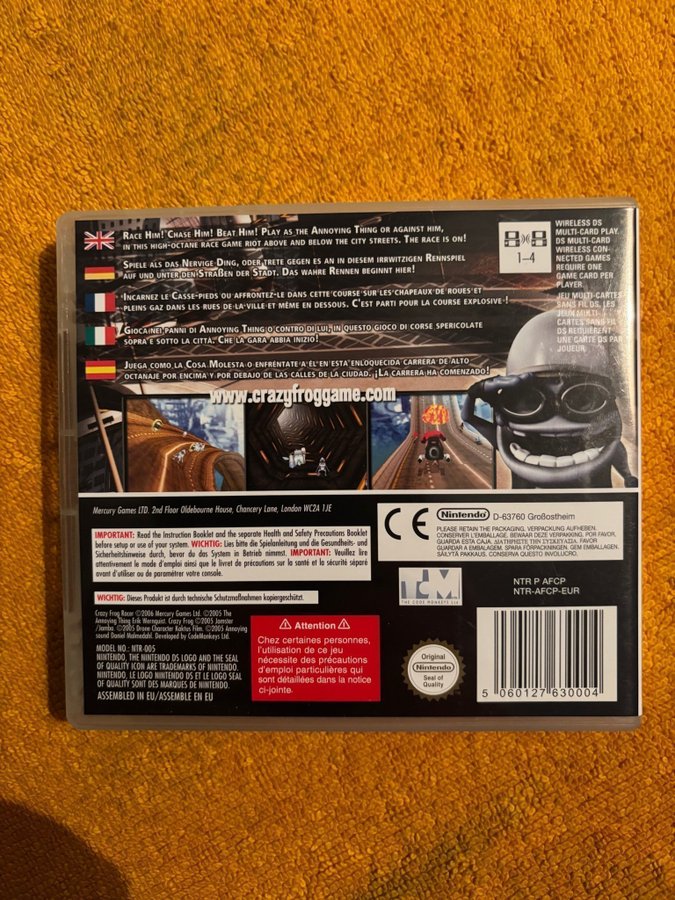 Race Him! Chase Him! Beat Him! Play as the Annoying Thing or against him,
in this high-octane race game riot above and below the city streets. The race is on!
Spiele als das Nervige Ding, oder trete gegen es an in diesem irrwitzigen Rennspiel
auf und unter den Straßen der Stadt. Das wahre Rennen beginnt hier!
Incarnez le Casse-pieds ou affrontez-le dans cette course sur les chapeaux de roues et
pleins gaz dans les rues de la ville et même en dessous. C'est parti pour la course explosive !
Gioca nei panni di Annoying Thing o contro di lui, in questo gioco di corse spericolate
sopra e sotto la città. Che la gara abbia inizio!
Juega como la Cosa Molesta o enfrentate a él en esta enloquecida carrera de alto
octanaje por encima y por debajo de las calles de la ciudad. ¡La carrera ha comenzado!
1-4
WIRELESS DS
MULTI-CARD PLAY.
DS MULTI-CARD
WIRELESS CON-
NECTED GAMES
REQUIRE ONE
GAME CARD PER
PLAYER.
JEU MULTI-CARTES
SANS FIL DS. LES
JEUX MULTI-
CARTES SANS FIL
DS REQUIÈRENT
UNE CARTE DS PAR
JOUEUR.
www.crazyfroggame.com
Mercury Games LTD. 2nd Floor Oldebourne House, Chancery Lane, London WC2A 1JE
IMPORTANT: Read the Instruction Booklet and the separate Health and Safety Precautions Booklet
before setup or use of your system. WICHTIG: Lies bitte die Spielanleitung und die Gesundheits- und
Sicherheitshinweise durch, bevor du das System in Betrieb nimmst. IMPORTANT: Veuillez lire
attentivement le mode d'emploi ainsi que le livret de précautions sur la santé et la sécurité séparé
avant d'utiliser ou de paramétrer votre console.
WICHTIG: Dieses Produkt ist durch technische Schutzmaßnahmen kopiergeschützt.
CE
Nintendo D-63760 Großostheim
PLEASE RETAIN THE PACKAGING. VERPACKUNG AUFHEBEN.
CONSERVER L'EMBALLAGE. BEWAAR DEZE VERPAKKING, POR FAVOR,
GUARDA ESTA CAJA. FAVOR
GUARDAR A EMBALAGEM. SPARA FÖRPACKNINGEN. GEM EMBALLAGEN.
SÄILYTÄ PAKKAUS. CONSERVA QUESTO INVOLUCRO.
THE CODE MONKEYS LTD
NTR P AFCP
NTR-AFCP-EUR
Crazy Frog Racer ©2006 Mercury Games Ltd. ©2005 The
Annoying Thing Erik Wernquist. Crazy Frog ©2005 Jamster
/Jamba ©2005 Drone Character Kaktus Film. ©2005 Annoying
sound Daniel Malmedahl. Developed by CodeMonkeys Ltd.
MODEL NO.: NTR-005
NINTENDO, THE NINTENDO DS LOGO AND THE SEAL
OF QUALITY ICON ARE TRADEMARKS OF NINTENDO.
NINTENDO, LE LOGO NINTENDO DS ET LE LOGO SEAL
OF QUALITY SONT DES MARQUES DE NINTENDO.
ASSEMBLED IN EU/ASSEMBLE EN EU
⚠ Attention ⚠
Chez certaines personnes,
l'utilisation de ce jeu
nécessite des précautions
d'emploi particulières qui
sont détaillées dans la notice
ci-jointe.
Original
Nintendo
Seal of
Quality
5 060127 630004